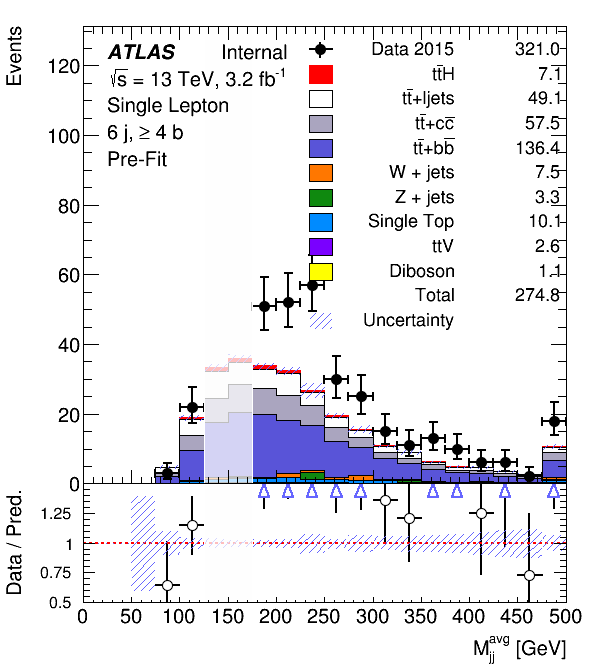 ATLAS Internal
√s = 13 TeV, 3.2 fb⁻¹
Single Lepton
6 j, ≥ 4 b
Pre-Fit
Data 2015 321.0
tt̄H 7.1
tt̄+ljets 49.1
tt̄+cc̄ 57.5
tt̄+bb̄ 136.4
W + jets 7.5
Z + jets 3.3
Single Top 10.1
ttV 2.6
Diboson 1.1
Total 274.8
Uncertainty
Events
120
100
80
60
40
20
0
Data / Pred.
1.25
1
0.75
0.5
0 50 100 150 200 250 300 350 400 450 500
M_jj^avg [GeV]